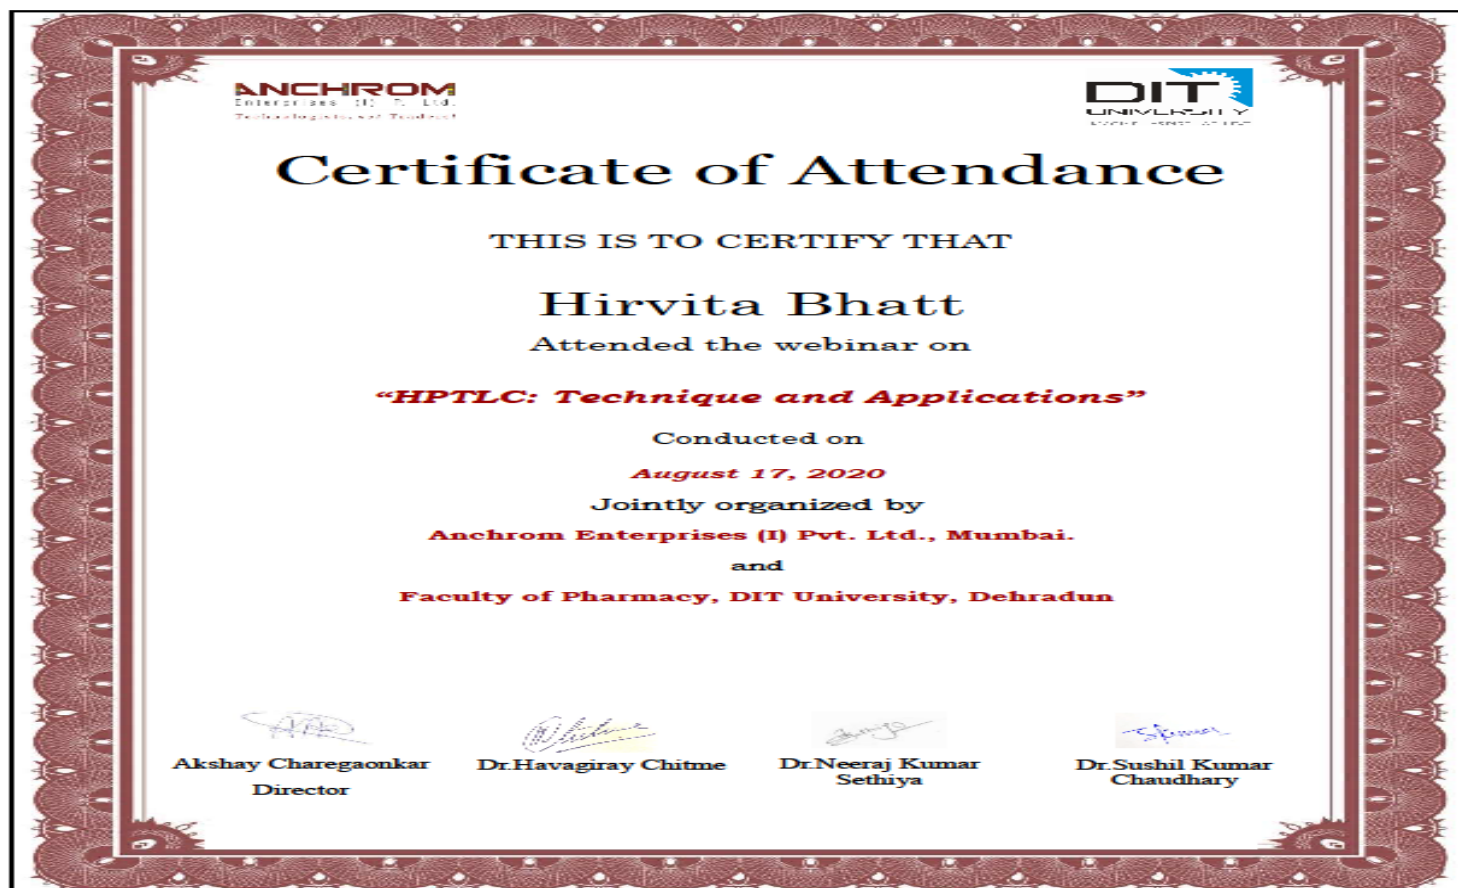 ANCHROM
Enterprises (I) P. Ltd.
Technologists, not Traders!
DIT
UNIVERSITY
Certificate of Attendance
THIS IS TO CERTIFY THAT
Hirvita Bhatt
Attended the webinar on
“HPTLC: Technique and Applications”
Conducted on
August 17, 2020
Jointly organized by
Anchrom Enterprises (I) Pvt. Ltd., Mumbai.
and
Faculty of Pharmacy, DIT University, Dehradun
Akshay Charegaonkar
Director
Dr.Havagiray Chitme
Dr.Neeraj Kumar
Sethiya
Dr.Sushil Kumar
Chaudhary